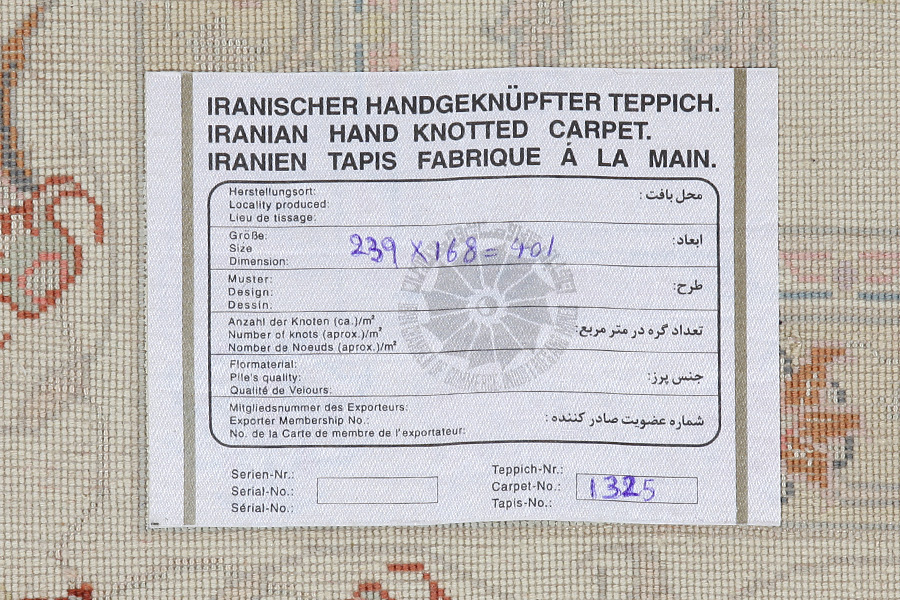 IRANISCHER HANDGEKNÜPFTER TEPPICH.
IRANIAN HAND KNOTTED CARPET.
IRANIEN TAPIS FABRIQUE Á LA MAIN.
Herstellungsort:
Locality produced:
Lieu de tissage:
محل بافت :
Größe:
Size
Dimension:
239 X 168 = 401
ابعاد:
Muster:
Design:
Dessin:
طرح:
Anzahl der Knoten (ca.)/m²
Number of knots (aprox.)/m²
Nomber de Noeuds (aprox.)/m²
تعداد گره در متر مربع:
Flormaterial:
Pile's quality:
Qualité de Velours:
جنس پرز:
Mitgliedsnummer des Exporteurs:
Exporter Membership No.:
No. de la Carte de membre de l'exportateur:
شماره عضویت صادر کننده :
Serien-Nr.:
Serial-No.:
Sérial-No.:
Teppich-Nr.:
Carpet-No.:
Tapis-No.:
1325